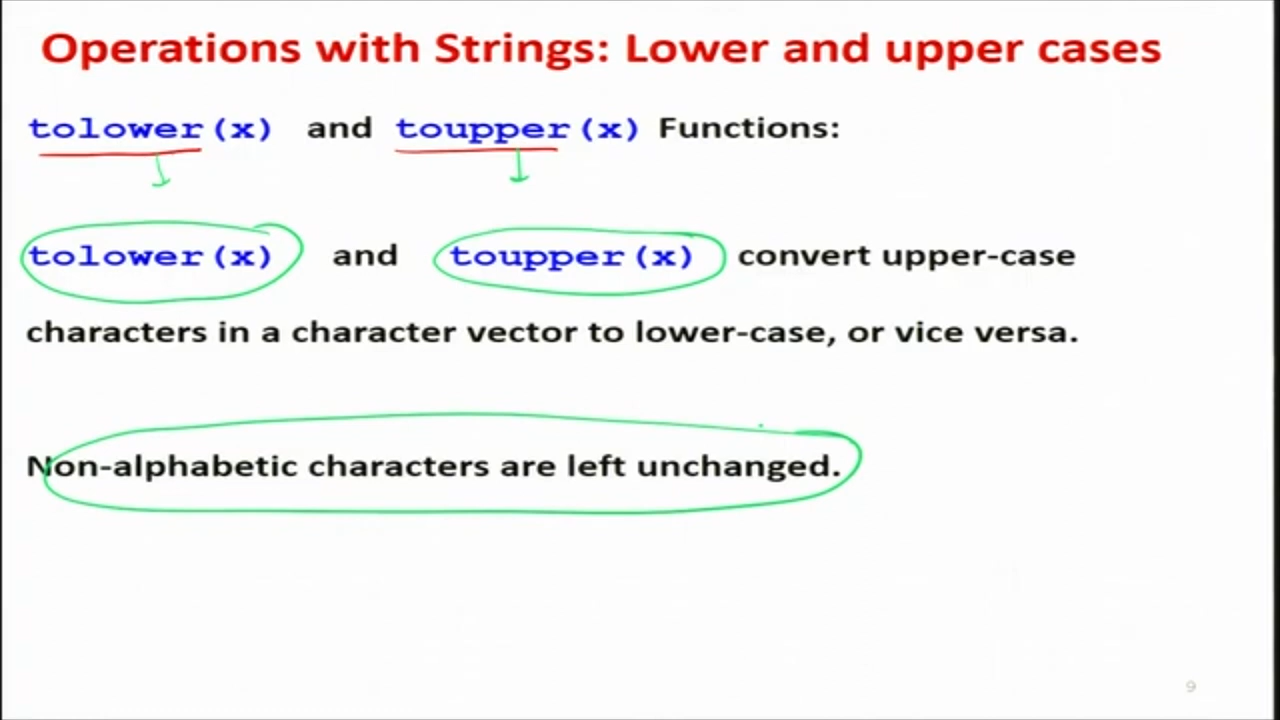 Operations with Strings: Lower and upper cases
tolower(x) and toupper(x) Functions:
tolower(x) and toupper(x) convert upper-case
characters in a character vector to lower-case, or vice versa.
Non-alphabetic characters are left unchanged.
9